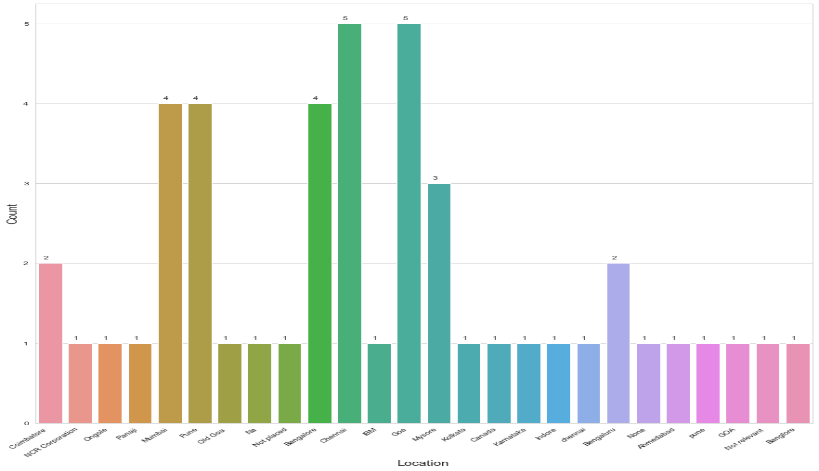 5
4
3
2
1
0
Count
2
1
1
1
4
4
1
1
1
4
5
1
5
3
1
1
1
1
1
2
1
1
1
1
1
1
Coimbatore
NCR Corporation
Ongole
Panaji
Mumbai
Pune
Old Goa
Na
Not placed
Bangalore
Chennai
IBM
Goa
Mysore
Kolkata
Canada
Karnataka
Indore
chennai
Bengaluru
None
Ahmedabad
pune
GOA
Not relevant
Banglore
Location